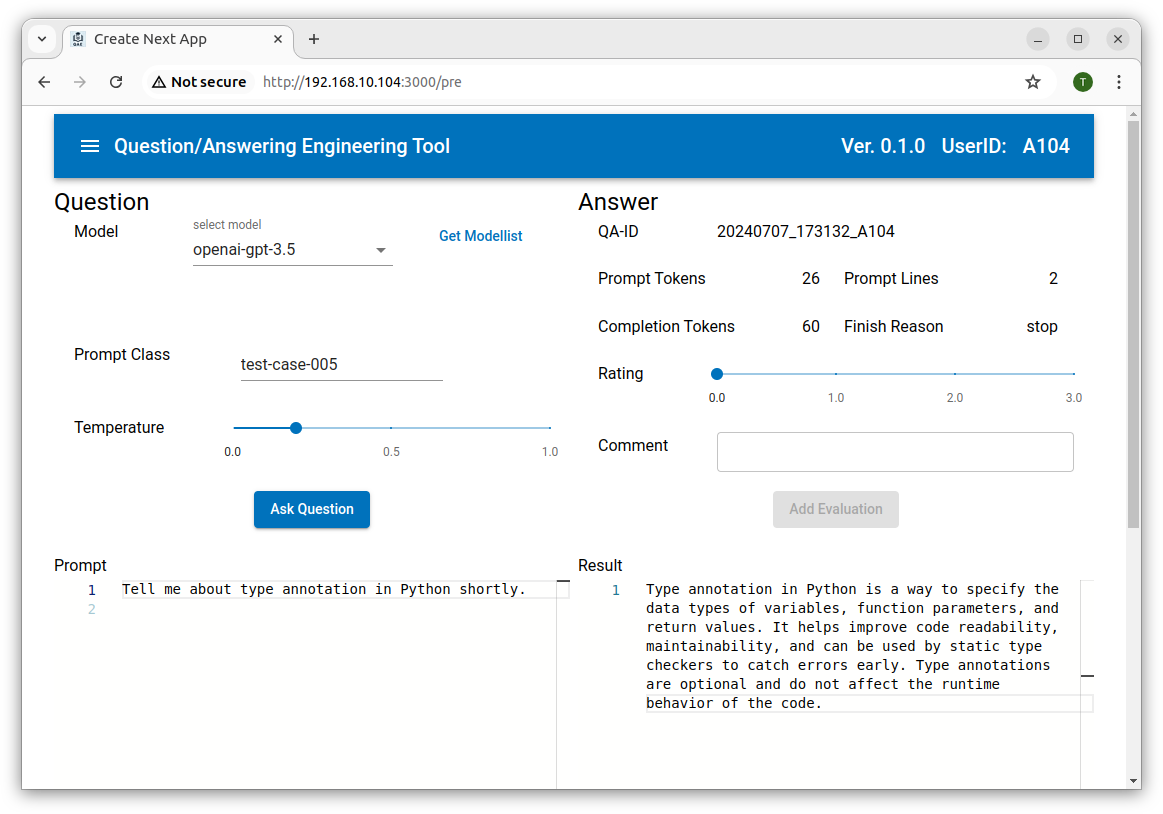 Create Next App
Not secure http://192.168.10.104:3000/pre
T
Question/Answering Engineering Tool Ver. 0.1.0 UserID: A104
Question
Model
select model
openai-gpt-3.5
Get Modellist
Prompt Class
test-case-005
Temperature
0.0 0.5 1.0
Ask Question
Answer
QA-ID 20240707_173132_A104
Prompt Tokens 26 Prompt Lines 2
Completion Tokens 60 Finish Reason stop
Rating
0.0 1.0 2.0 3.0
Comment
Add Evaluation
Prompt
1 Tell me about type annotation in Python shortly.
2
Result
1 Type annotation in Python is a way to specify the
data types of variables, function parameters, and
return values. It helps improve code readability,
maintainability, and can be used by static type
checkers to catch errors early. Type annotations
are optional and do not affect the runtime
behavior of the code.